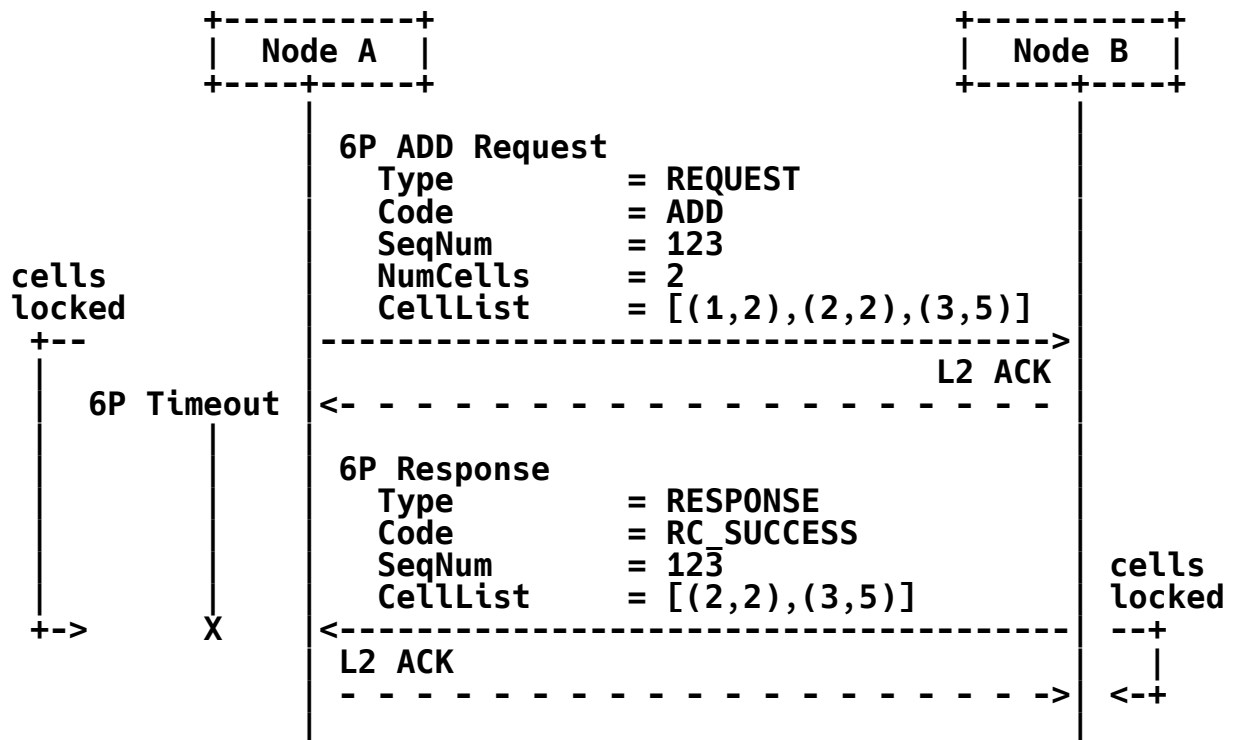 Node A Node B
6P ADD Request
Type = REQUEST
Code = ADD
SeqNum = 123
cells NumCells = 2
locked CellList = [(1,2),(2,2),(3,5)]
L2 ACK
6P Timeout
6P Response
Type = RESPONSE
Code = RC_SUCCESS
SeqNum = 123 cells
CellList = [(2,2),(3,5)] locked
X
L2 ACK